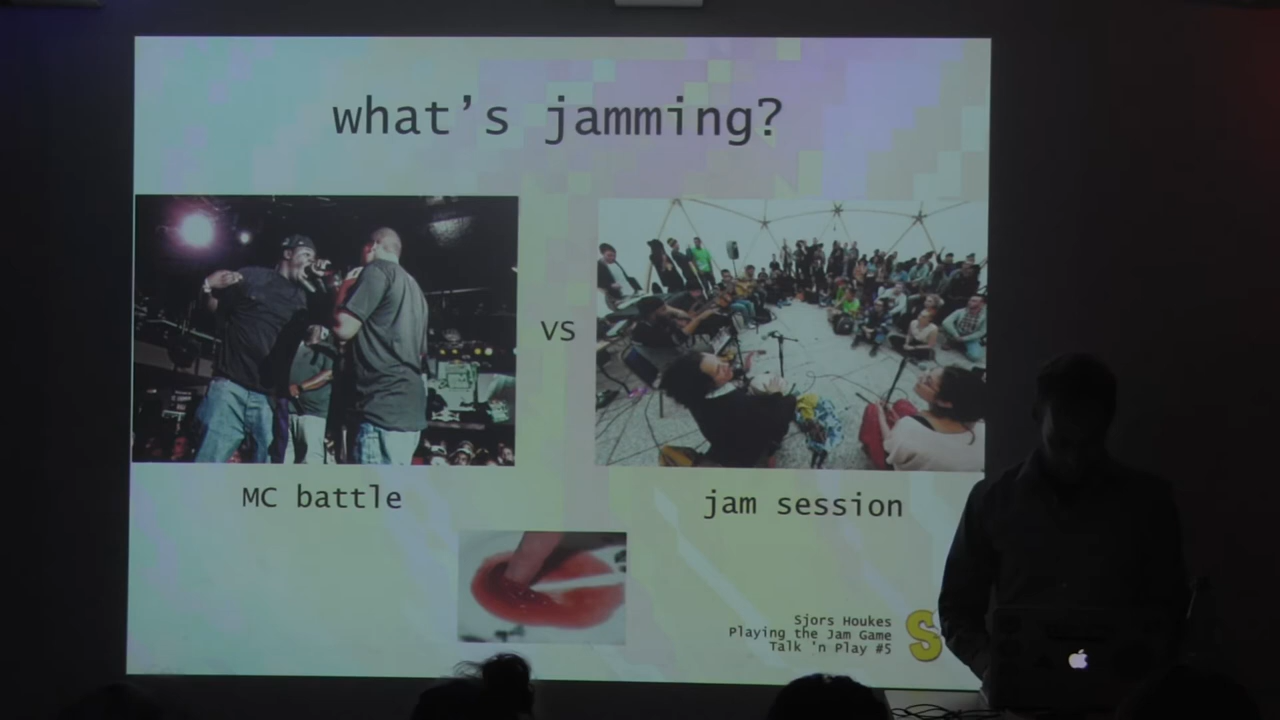 what's jamming?
vs
MC battle
jam session
Sjors Houkes
Playing the Jam Game
Talk 'n Play #5
S